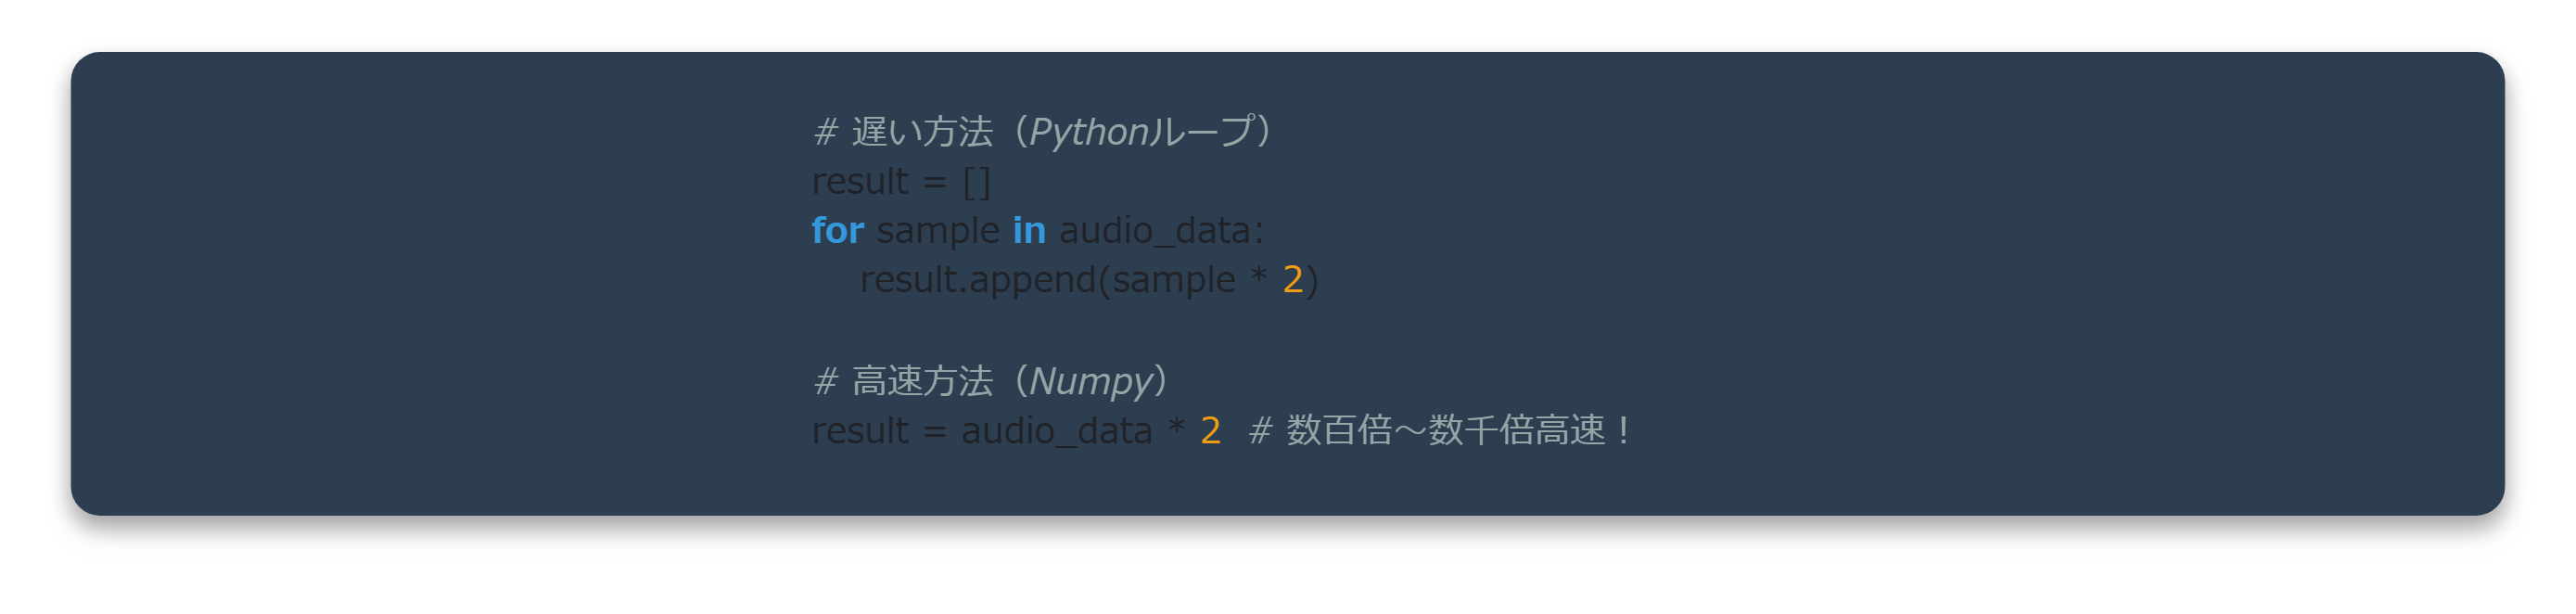 # 遅い方法（Pythonループ）
result = []
for sample in audio_data:
    result.append(sample * 2)
# 高速方法（Numpy）
result = audio_data * 2  # 数百倍～数千倍高速！